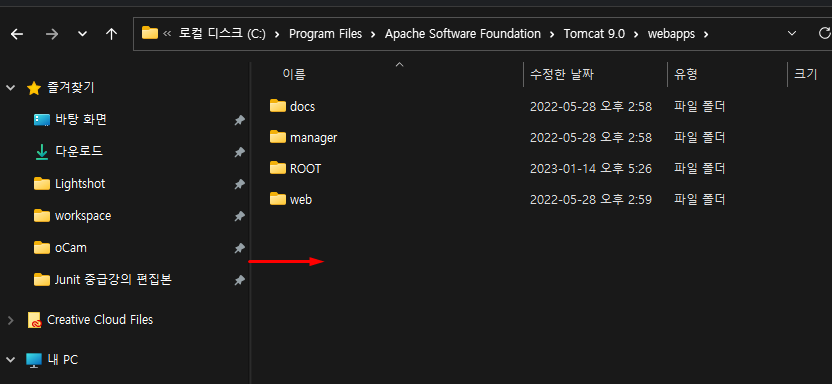 « 로컬 디스크 (C:) › Program Files › Apache Software Foundation › Tomcat 9.0 › webapps ›
이름 수정한 날짜 유형 크기
즐겨찾기
바탕 화면
다운로드
Lightshot
workspace
oCam
Junit 중급강의 편집본
Creative Cloud Files
내 PC
docs 2022-05-28 오후 2:58 파일 폴더
manager 2022-05-28 오후 2:58 파일 폴더
ROOT 2023-01-14 오후 5:26 파일 폴더
web 2022-05-28 오후 2:59 파일 폴더